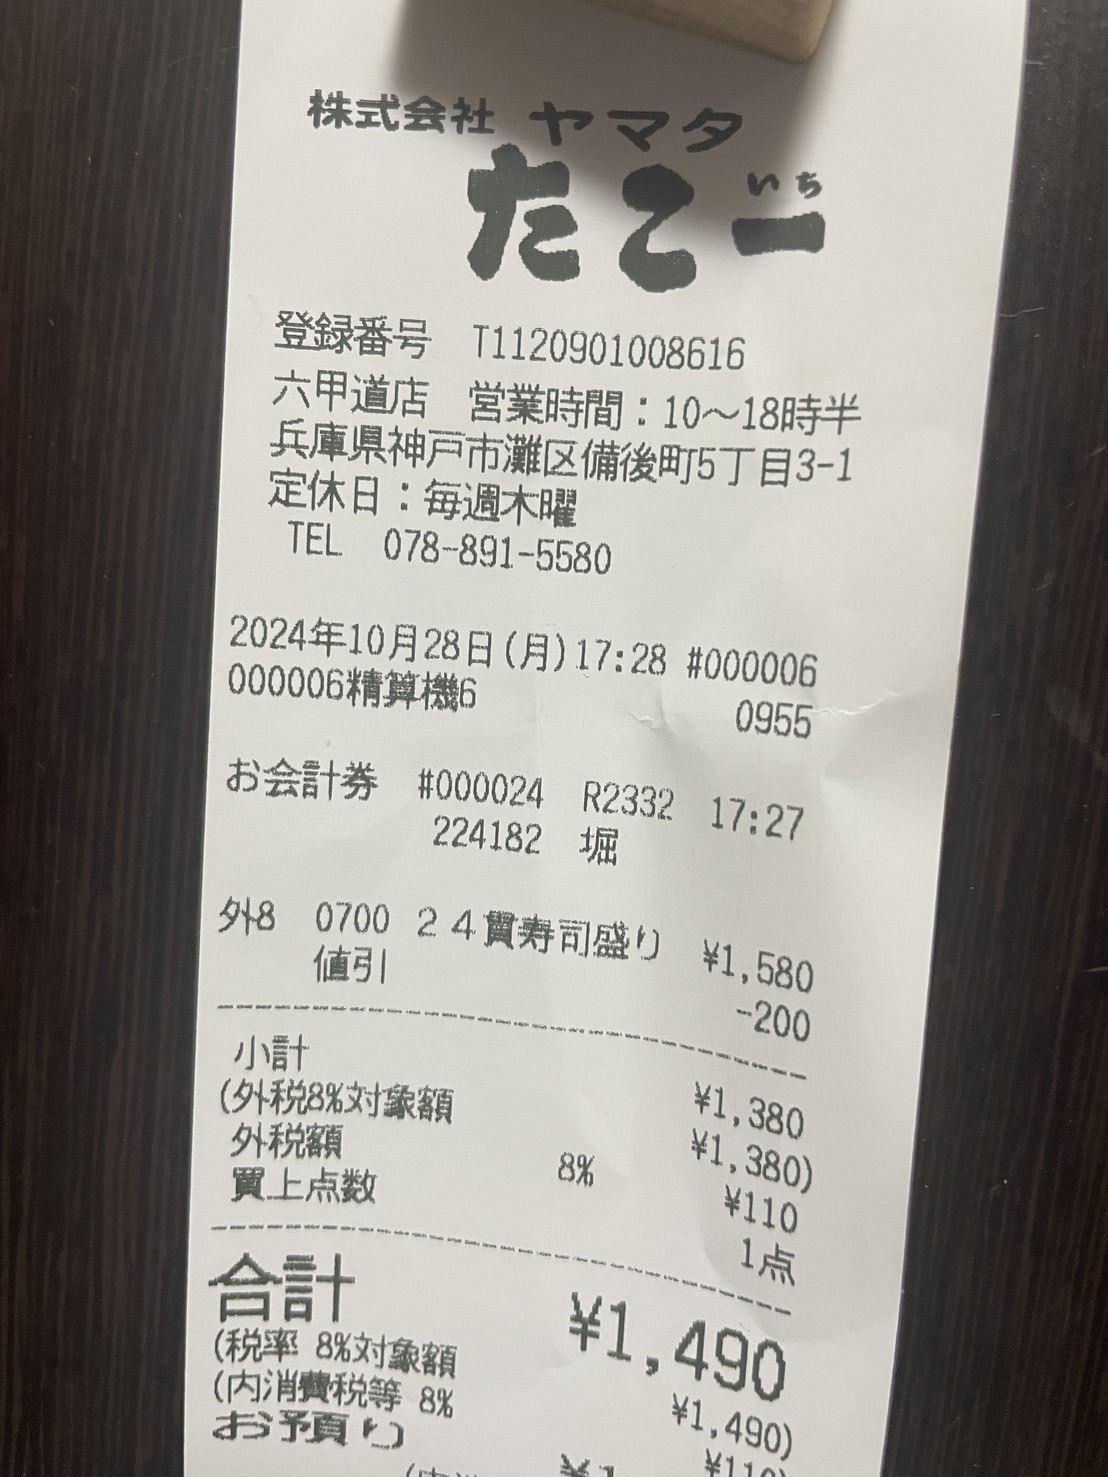 株式会社 ヤマタ
たこ一
いち
登録番号 T1120901008616
六甲道店 営業時間：10～18時半
兵庫県神戸市灘区備後町5丁目3-1
定休日：毎週木曜
TEL 078-891-5580
2024年10月28日(月)17:28 #000006
000006精算機6 0955
お会計券 #000024 R2332 17:27
224182 堀
外8 0700 ２４貫寿司盛り ¥1,580
値引 -200
小計 ¥1,380
(外税8%対象額 ¥1,380)
外税額 8% ¥110
買上点数 1点
合計 ¥1,490
(税率 8%対象額 ¥1,490)
(内消費税等 8% ¥110)
お預り